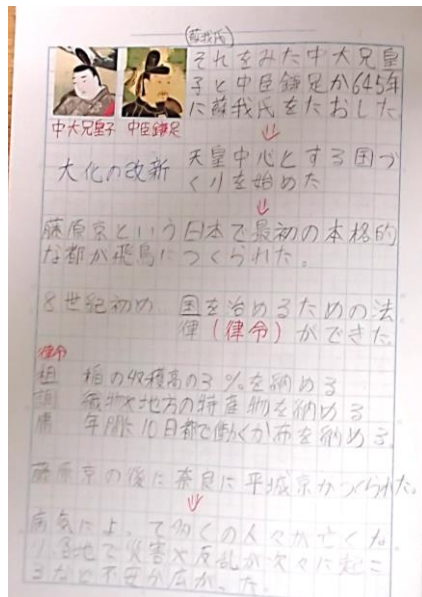 (蘇我氏)
それをみた中大兄皇
子と中臣鎌足が645年
に蘇我氏をたおした。
中大兄皇子 中臣鎌足
大化の改新
天皇中心とする国づ
くりを始めた
藤原京という日本で最初の本格的
な都が飛鳥につくられた。
8世紀初め 国を治めるための法
律(律令)ができた。
律令
租 稲の収穫高の3%を納める
調 織物や地方の特産物を納める
庸 年間に10日都で働くか布を納める
藤原京の後に奈良に平城京がつくられた。
病気によって多くの人々が亡くな
り各地で災害や反乱が次々に起こ
るなど不安が広がった。